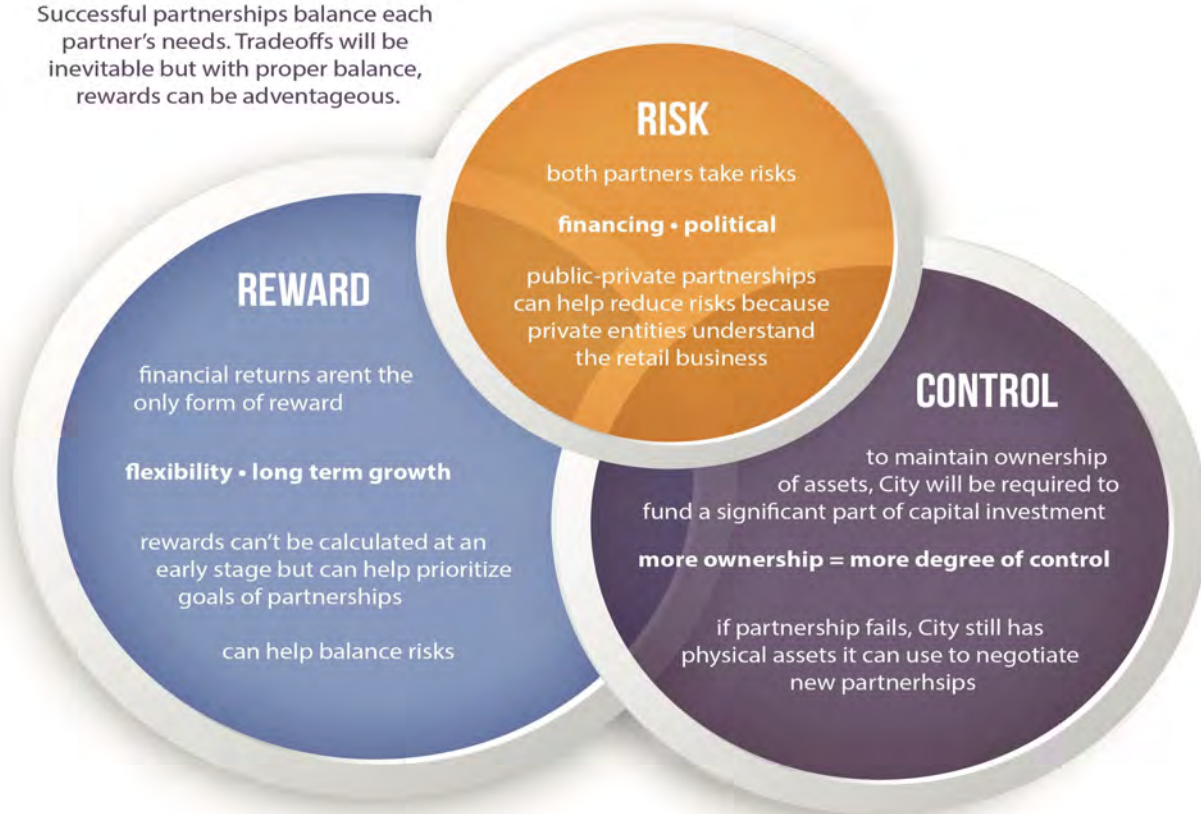 Successful partnerships balance each
partner's needs. Tradeoffs will be
inevitable but with proper balance,
rewards can be adventageous.
RISK
both partners take risks
financing • political
public-private partnerships
can help reduce risks because
private entities understand
the retail business
REWARD
financial returns arent the
only form of reward
flexibility • long term growth
rewards can't be calculated at an
early stage but can help prioritize
goals of partnerships
can help balance risks
CONTROL
to maintain ownership
of assets, City will be required to
fund a significant part of capital investment
more ownership = more degree of control
if partnership fails, City still has
physical assets it can use to negotiate
new partnerhsips